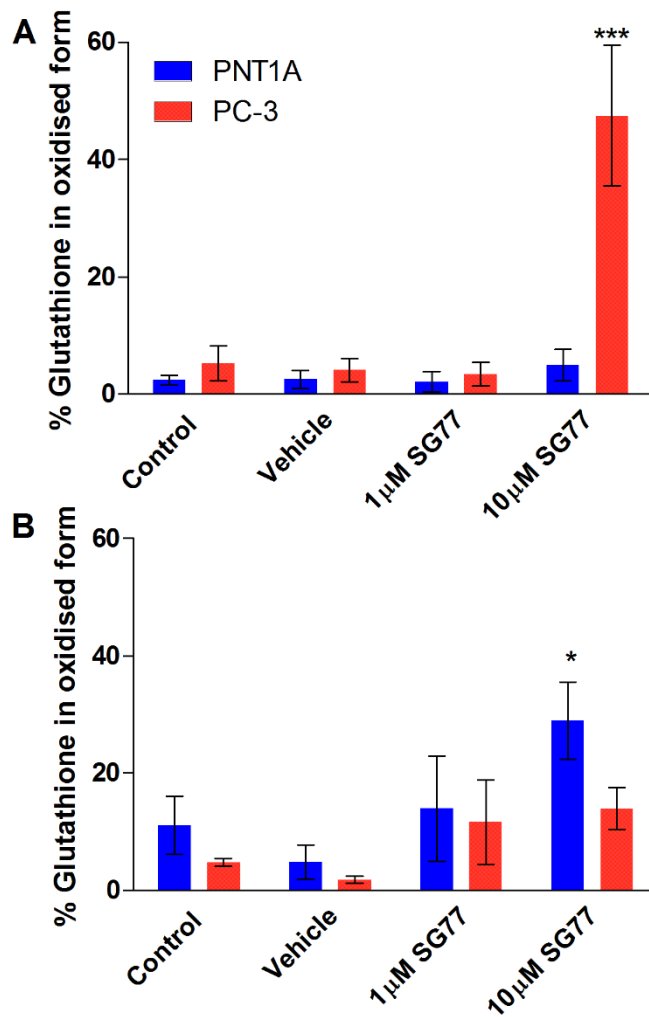 A
% Glutathione in oxidised form
60
40
20
0
PNT1A
PC-3
***
Control
Vehicle
1μM SG77
10μM SG77
B
% Glutathione in oxidised form
60
40
20
0
*
Control
Vehicle
1μM SG77
10μM SG77